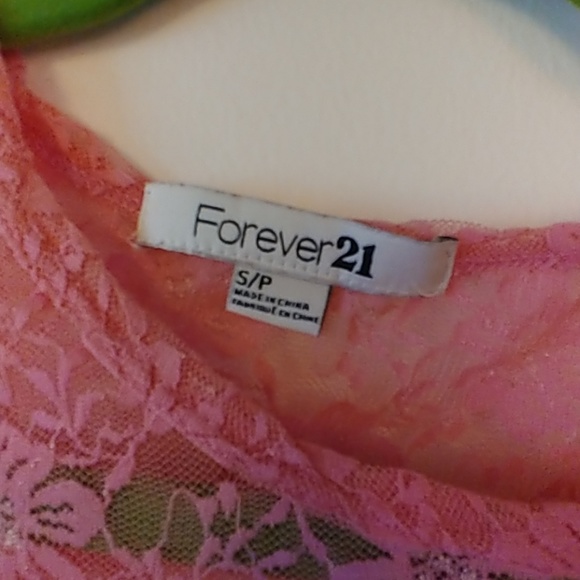 Forever21
S/P
MADE IN CHINA
FABRIQUÉ EN CHINE